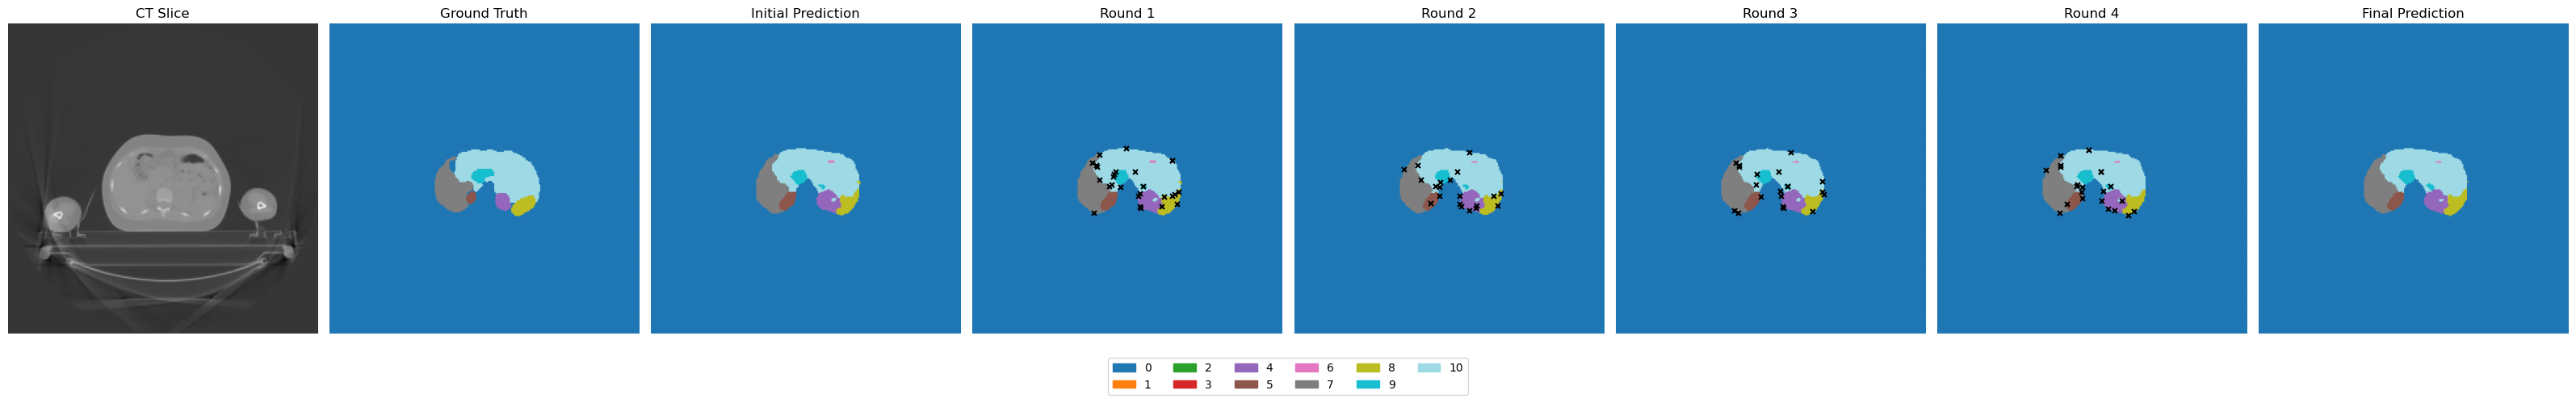 CT Slice Ground Truth Initial Prediction Round 1 Round 2 Round 3 Round 4 Final Prediction
0 2 4 6 8 10
1 3 5 7 9